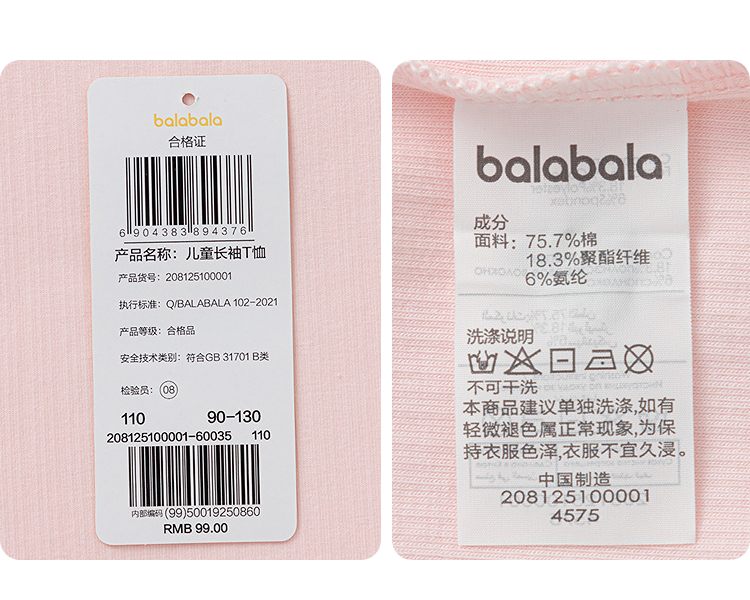 balabala
合格证
6904383894376
产品名称：儿童长袖T恤
产品货号：208125100001
执行标准：Q/BALABALA 102-2021
产品等级：合格品
安全技术类别：符合GB 31701 B类
检验员：08
110 90-130
208125100001-60035 110
内部编码 (99)50019250860
RMB 99.00
balabala
成分
面料：75.7%棉
18.3%聚酯纤维
6%氨纶
洗涤说明
不可干洗
本商品建议单独洗涤,如有
轻微褪色属正常现象,为保
持衣服色泽,衣服不宜久浸。
中国制造
208125100001
4575